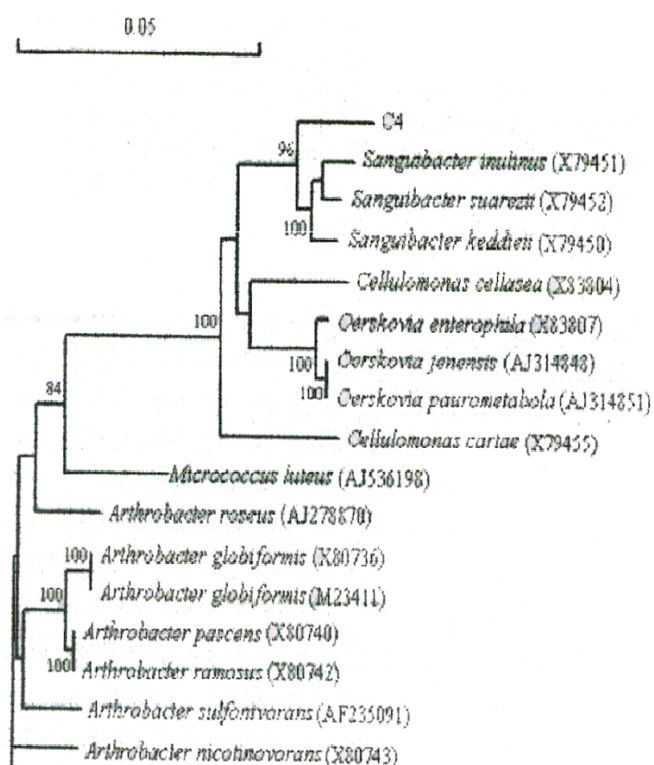 0.05
C4
96
Sanguibacter inulinus (X79451)
Sanguibacter suarezii (X79452)
100
Sanguibacter keddieii (X79450)
Cellulomonas cellasea (X83804)
100
Oerskovia enterophila (X83807)
100
Oerskovia jenensis (AJ314848)
100
Oerskovia paurometabola (AJ314851)
84
Cellulomonas cartae (X79455)
Micrococcus luteus (AJ536198)
Arthrobacter roseus (AJ278870)
100
Arthrobacter globiformis (X80736)
100
Arthrobacter globiformis (M23411)
Arthrobacter pascens (X80740)
100
Arthrobacter ramosus (X80742)
Arthrobacter sulfonivorans (AF235091)
Arthrobacter nicotinovorans (X80743)